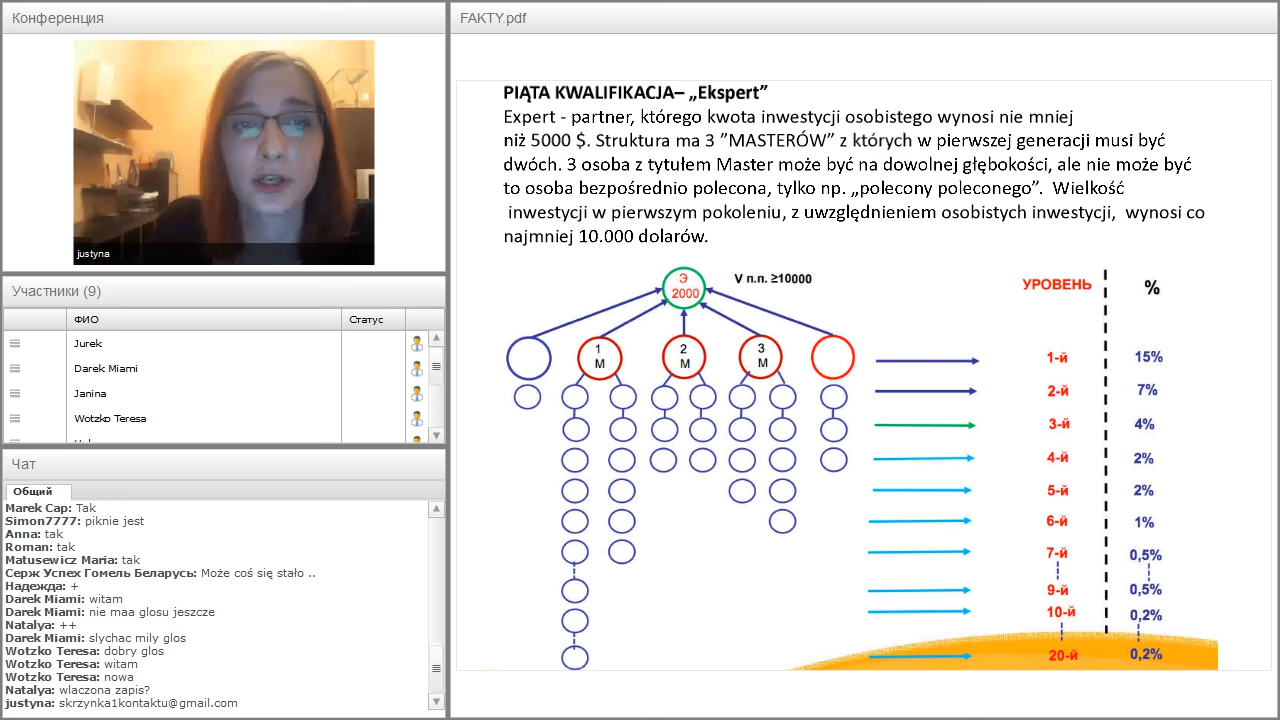 Конференция
justyna
Участники (9)
ФИО Статус
Jurek
Darek Miami
Janina
Wotzko Teresa
Чат
Общий
Marek Cap: Tak
Simon7777: piknie jest
Anna: tak
Roman: tak
Matusewicz Maria: tak
Серж Успех Гомель Беларусь: Może coś się stało ..
Надежда: +
Darek Miami: witam
Darek Miami: nie maa glosu jeszcze
Natalya: ++
Darek Miami: slychac mily glos
Wotzko Teresa: dobry glos
Wotzko Teresa: witam
Wotzko Teresa: nowa
Natalya: wlaczona zapis?
justyna: skrzynka1kontaktu@gmail.com
FAKTY.pdf
PIĄTA KWALIFIKACJA– „Ekspert”
Expert - partner, którego kwota inwestycji osobistego wynosi nie mniej
niż 5000 $. Struktura ma 3 ”MASTERÓW” z których w pierwszej generacji musi być
dwóch. 3 osoba z tytułem Master może być na dowolnej głębokości, ale nie może być
to osoba bezpośrednio polecona, tylko np. „polecony poleconego”. Wielkość
inwestycji w pierwszym pokoleniu, z uwzględnieniem osobistych inwestycji, wynosi co
najmniej 10.000 dolarów.
Э
2000
V п.п. ≥10000
1
М
2
М
3
М
УРОВЕНЬ %
1-й 15%
2-й 7%
3-й 4%
4-й 2%
5-й 2%
6-й 1%
7-й 0,5%
9-й 0,5%
10-й 0,2%
20-й 0,2%